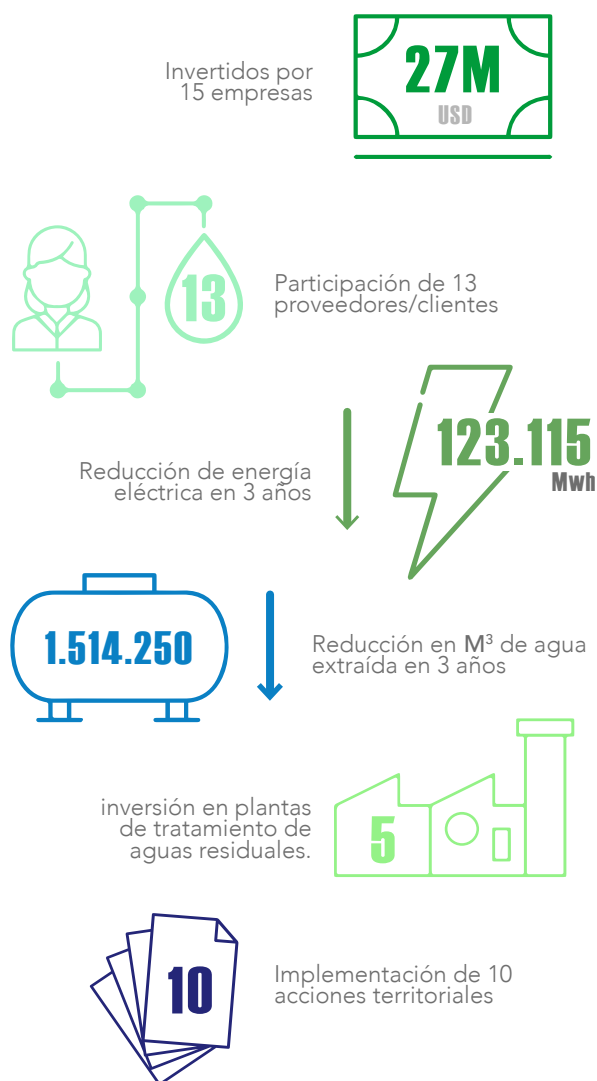 Invertidos por
15 empresas
27M
USD
13
Participación de 13
proveedores/clientes
Reducción de energía
eléctrica en 3 años
123.115
Mwh
1.514.250
Reducción en M³ de agua
extraída en 3 años
inversión en plantas
de tratamiento de
aguas residuales.
5
10
Implementación de 10
acciones territoriales